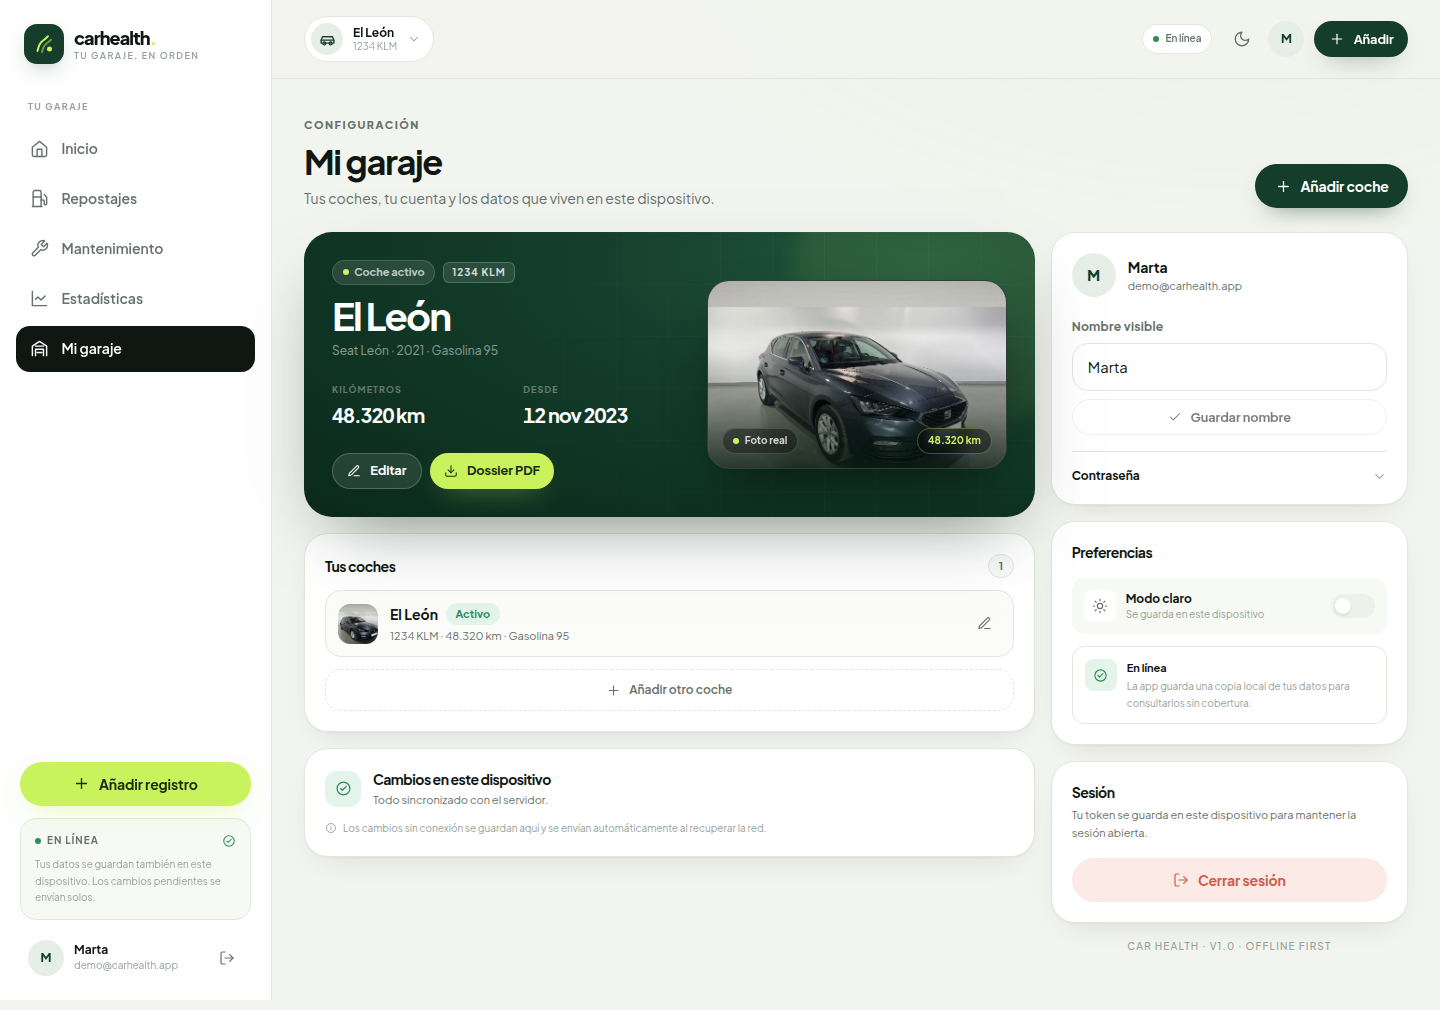 carhealth.
TU GARAJE, EN ORDEN
TU GARAJE
Inicio
Repostajes
Mantenimiento
Estadísticas
Mi garaje
Añadir registro
EN LÍNEA
Tus datos se guardan también en este
dispositivo. Los cambios pendientes se
envían solos.
M
Marta
demo@carhealth.app
El León
1234 KLM
En línea
M
Añadir
CONFIGURACIÓN
Mi garaje
Tus coches, tu cuenta y los datos que viven en este dispositivo.
Añadir coche
Coche activo
1234 KLM
El León
Seat León · 2021 · Gasolina 95
KILÓMETROS
DESDE
48.320 km
12 nov 2023
Editar
Dossier PDF
Foto real
48.320 km
Tus coches
1
El León
Activo
1234 KLM · 48.320 km · Gasolina 95
Añadir otro coche
Cambios en este dispositivo
Todo sincronizado con el servidor.
Los cambios sin conexión se guardan aquí y se envían automáticamente al recuperar la red.
M
Marta
demo@carhealth.app
Nombre visible
Marta
Guardar nombre
Contraseña
Preferencias
Modo claro
Se guarda en este dispositivo
En línea
La app guarda una copia local de tus datos para
consultarlos sin cobertura.
Sesión
Tu token se guarda en este dispositivo para mantener la
sesión abierta.
Cerrar sesión
CAR HEALTH · V1.0 · OFFLINE FIRST